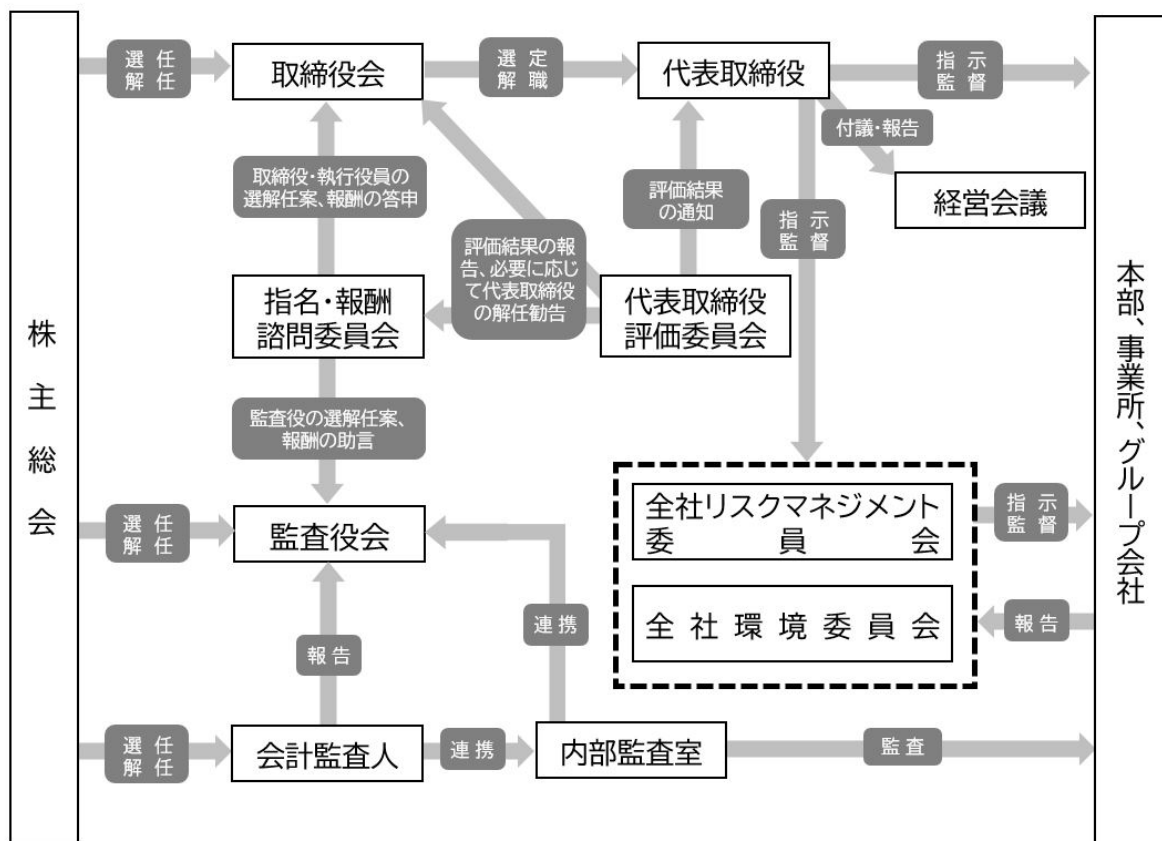 株主総会
選任
解任
取締役会
選定
解職
代表取締役
指示
監督
付議・報告
経営会議
取締役・執行役員の
選解任案、報酬の答申
評価結果
の通知
指示
監督
評価結果の報
告、必要に応じ
て代表取締役
の解任勧告
指名・報酬
諮問委員会
代表取締役
評価委員会
監査役の選解任案、
報酬の助言
選任
解任
監査役会
全社リスクマネジメント
委員会
指示
監督
全社環境委員会
報告
連携
報告
選任
解任
会計監査人
連携
内部監査室
監査
本部、事業所、グループ会社